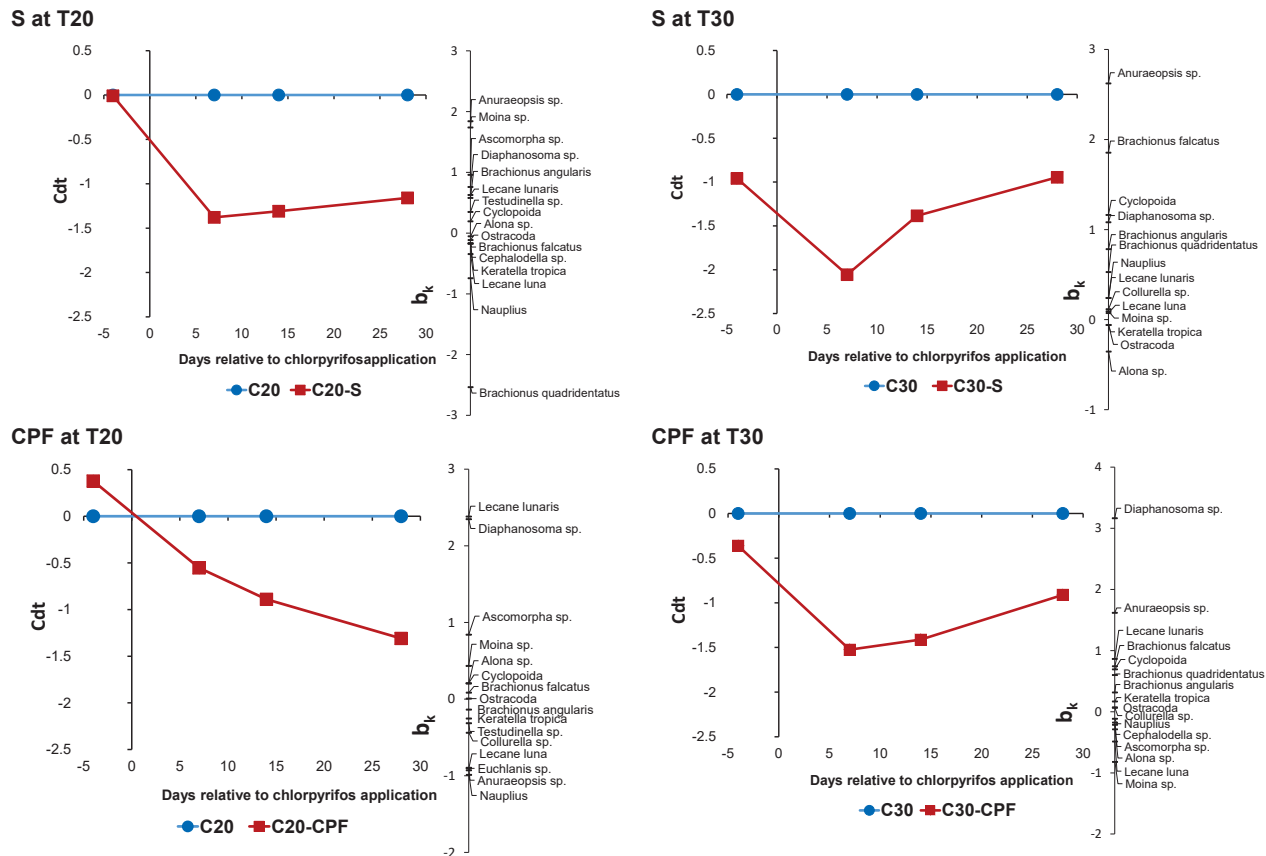 S at T20
0.5
0
-0.5
-1
-1.5
-2
-2.5
Cdt
-5
0
5
10
15
20
25
30
Days relative to chlorpyrifosapplication
C20
C20-S
3
2
1
0
-1
-2
-3
b_k
Anuraeopsis sp.
Moina sp.
Ascomorpha sp.
Diaphanosoma sp.
Brachionus angularis
Lecane lunaris
Testudinella sp.
Cyclopoida
Alona sp.
Ostracoda
Brachionus falcatus
Cephalodella sp.
Keratella tropica
Lecane luna
Nauplius
Brachionus quadridentatus
S at T30
0.5
0
-0.5
-1
-1.5
-2
-2.5
Cdt
-5
0
5
10
15
20
25
30
Days relative to chlorpyrifos application
C30
C30-S
3
2
1
0
-1
b_k
Anuraeopsis sp.
Brachionus falcatus
Cyclopoida
Diaphanosoma sp.
Brachionus angularis
Brachionus quadridentatus
Nauplius
Lecane lunaris
Collurella sp.
Lecane luna
Moina sp.
Keratella tropica
Ostracoda
Alona sp.
CPF at T20
0.5
0
-0.5
-1
-1.5
-2
-2.5
Cdt
-5
0
5
10
15
20
25
30
Days relative to chlorpyrifos application
C20
C20-CPF
3
2
1
0
-1
-2
b_k
Lecane lunaris
Diaphanosoma sp.
Ascomorpha sp.
Moina sp.
Alona sp.
Cyclopoida
Brachionus falcatus
Ostracoda
Brachionus angularis
Keratella tropica
Testudinella sp.
Collurella sp.
Lecane luna
Euchlanis sp.
Anuraeopsis sp.
Nauplius
CPF at T30
0.5
0
-0.5
-1
-1.5
-2
-2.5
Cdt
-5
0
5
10
15
20
25
30
Days relative to chlorpyrifos application
C30
C30-CPF
4
3
2
1
0
-1
-2
b_k
Diaphanosoma sp.
Anuraeopsis sp.
Lecane lunaris
Brachionus falcatus
Cyclopoida
Brachionus quadridentatus
Brachionus angularis
Keratella tropica
Ostracoda
Collurella sp.
Nauplius
Cephalodella sp.
Ascomorpha sp.
Alona sp.
Lecane luna
Moina sp.